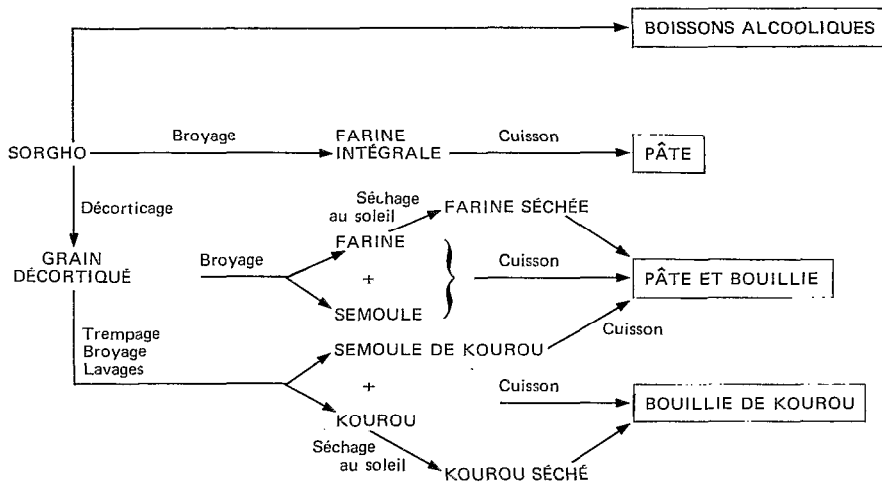 BOISSONS ALCOOLIQUES
Broyage
FARINE
INTÉGRALE
Cuisson
SORGHO
PÂTE
Décorticage
Séchage
au soleil
FARINE SÉCHÉE
GRAIN
DÉCORTIQUÉ
Broyage
FARINE
+
SEMOULE
Cuisson
PÂTE ET BOUILLIE
Trempage
Broyage
Lavages
SEMOULE DE KOUROU
Cuisson
+
Cuisson
BOUILLIE DE KOUROU
KOUROU
Séchage
au soleil
KOUROU SÉCHÉ